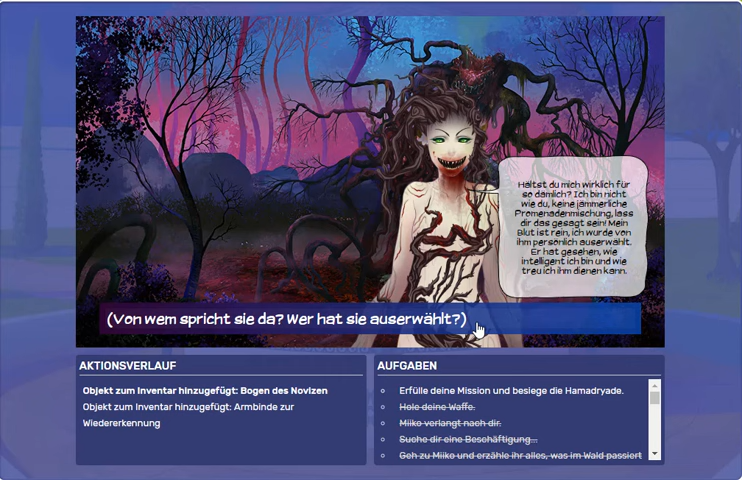 Hältst du mich wirklich für
so dämlich? Ich bin nicht
wie du, keine jämmerliche
Promenadenmischung, lass
dir das gesagt sein! Mein
Blut ist rein, ich wurde von
ihm persönlich auserwählt.
Er hat gesehen, wie
intelligent ich bin und wie
treu ich ihm dienen kann.
(Von wem spricht sie da? Wer hat sie auserwählt?)
AKTIONSVERLAUF
Objekt zum Inventar hinzugefügt: Bogen des Novizen
Objekt zum Inventar hinzugefügt: Armbinde zur
Wiedererkennung
AUFGABEN
Erfülle deine Mission und besiege die Hamadryade.
Hole deine Waffe.
Miiko verlangt nach dir.
Suche dir eine Beschäftigung...
Geh zu Miiko und erzähle ihr alles, was im Wald passiert